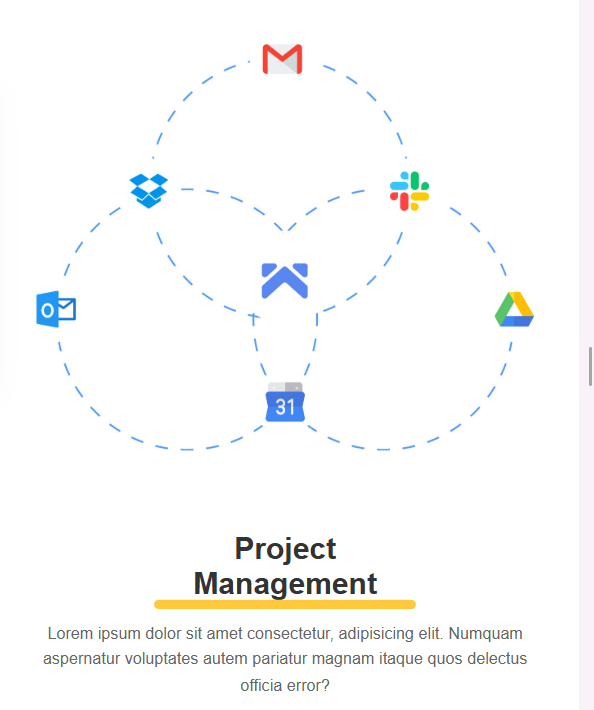 O
31
Project
Management
Lorem ipsum dolor sit amet consectetur, adipisicing elit. Numquam
aspernatur voluptates autem pariatur magnam itaque quos delectus
officia error?